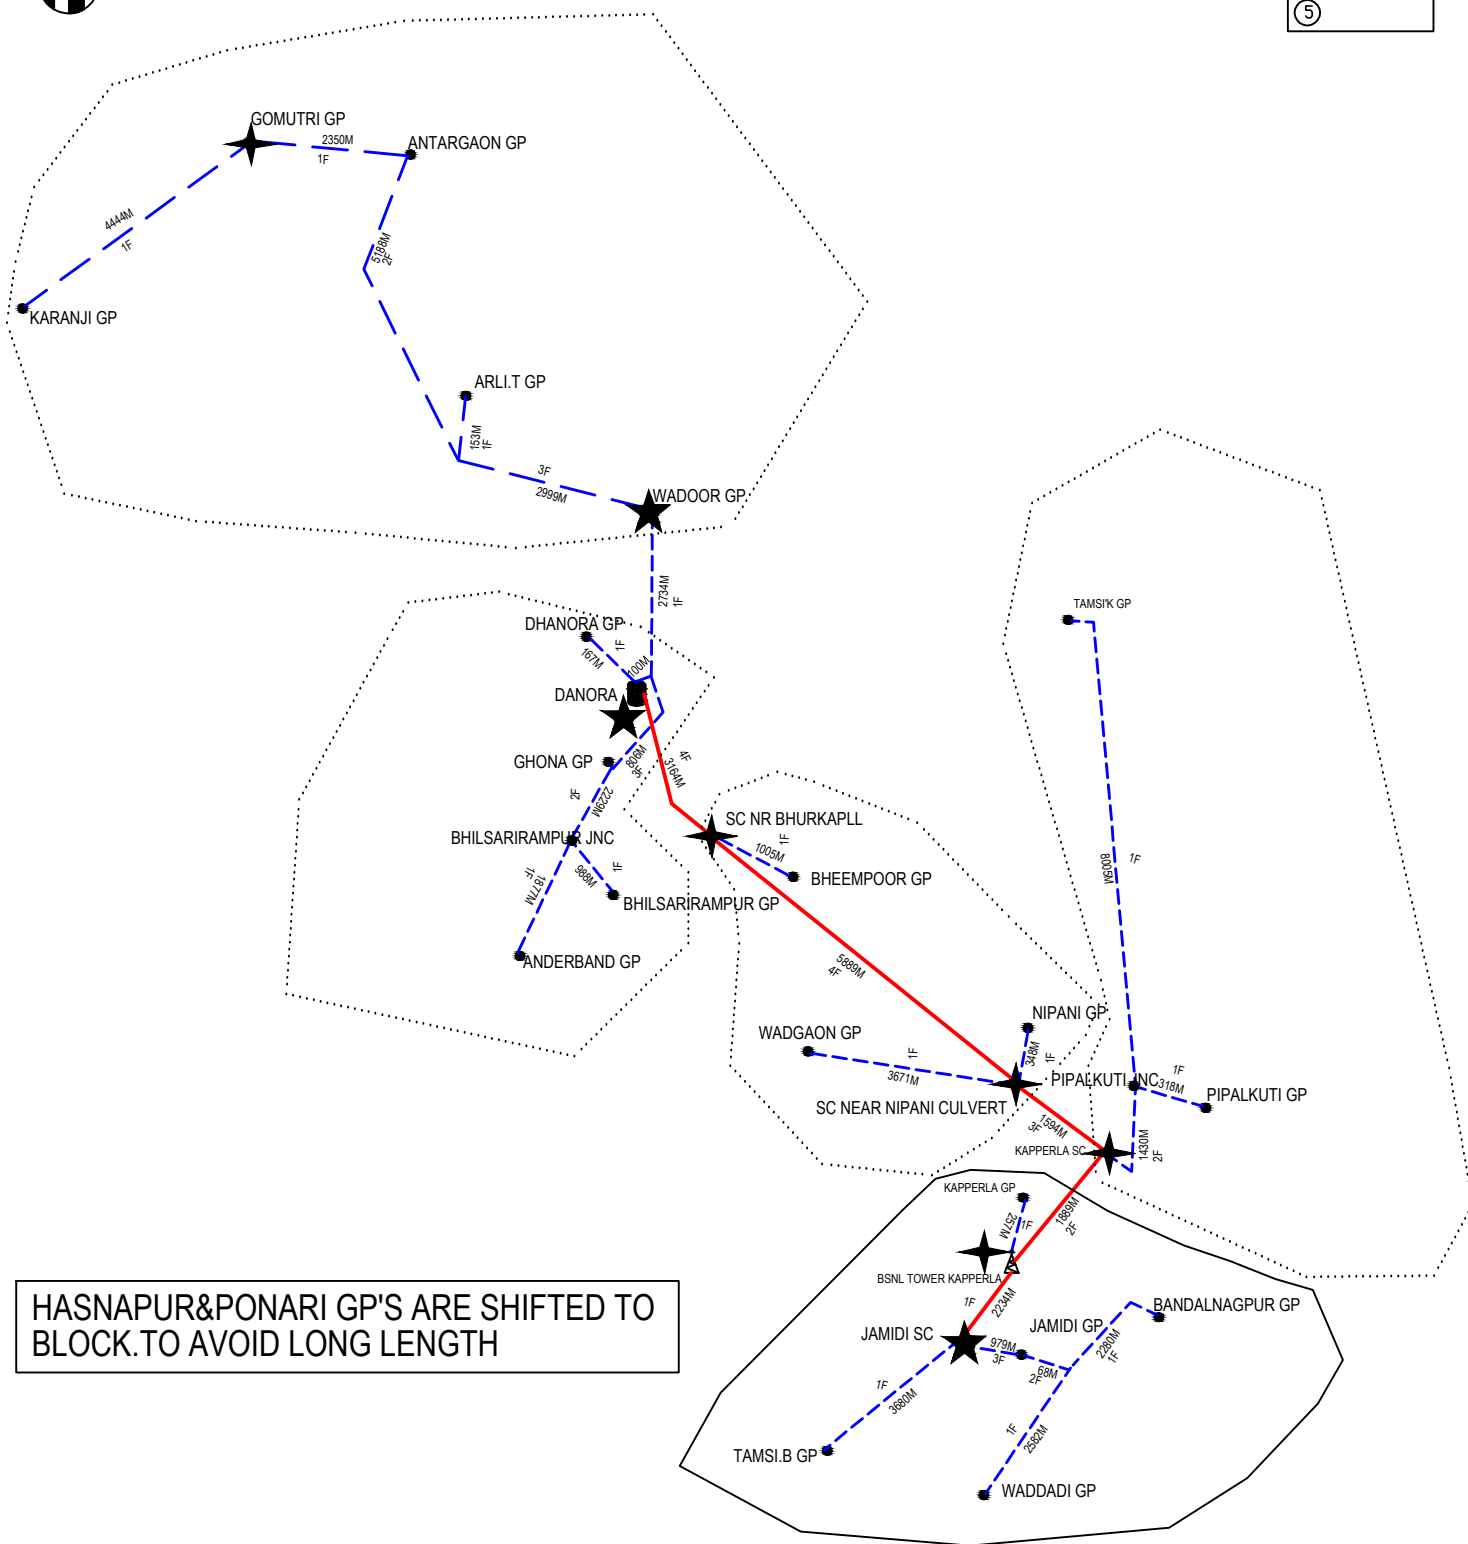 5
GOMUTRI GP
2350M
1F
ANTARGAON GP
4444M
1F
5188M
2F
KARANJI GP
ARLI.T GP
153M
1F
3F
2999M
WADOOR GP
2734M
1F
TAMSI'K GP
DHANORA GP
1F
167M
100M
DANORA
GHONA GP
806M
3F
4F
3164M
2F
2229M
SC NR BHURKAPLL
BHILSARIRAMPUR JNC
1F
1005M
8005M
1F
1F
1877M
988M
1F
BHEEMPOOR GP
BHILSARIRAMPUR GP
ANDERBAND GP
5889M
4F
NIPANI GP
WADGAON GP
1F
3671M
348M
1F
PIPALKUTI JNC
1F
318M
PIPALKUTI GP
SC NEAR NIPANI CULVERT
1594M
3F
KAPPERLA SC
1430M
2F
KAPPERLA GP
257M
1F
1889M
2F
BSNL TOWER KAPPERLA
1F
2234M
BANDALNAGPUR GP
JAMIDI SC
JAMIDI GP
979M
3F
68M
2F
2280M
1F
HASNAPUR&PONARI GP'S ARE SHIFTED TO
BLOCK.TO AVOID LONG LENGTH
1F
3680M
1F
2582M
TAMSI.B GP
WADDADI GP